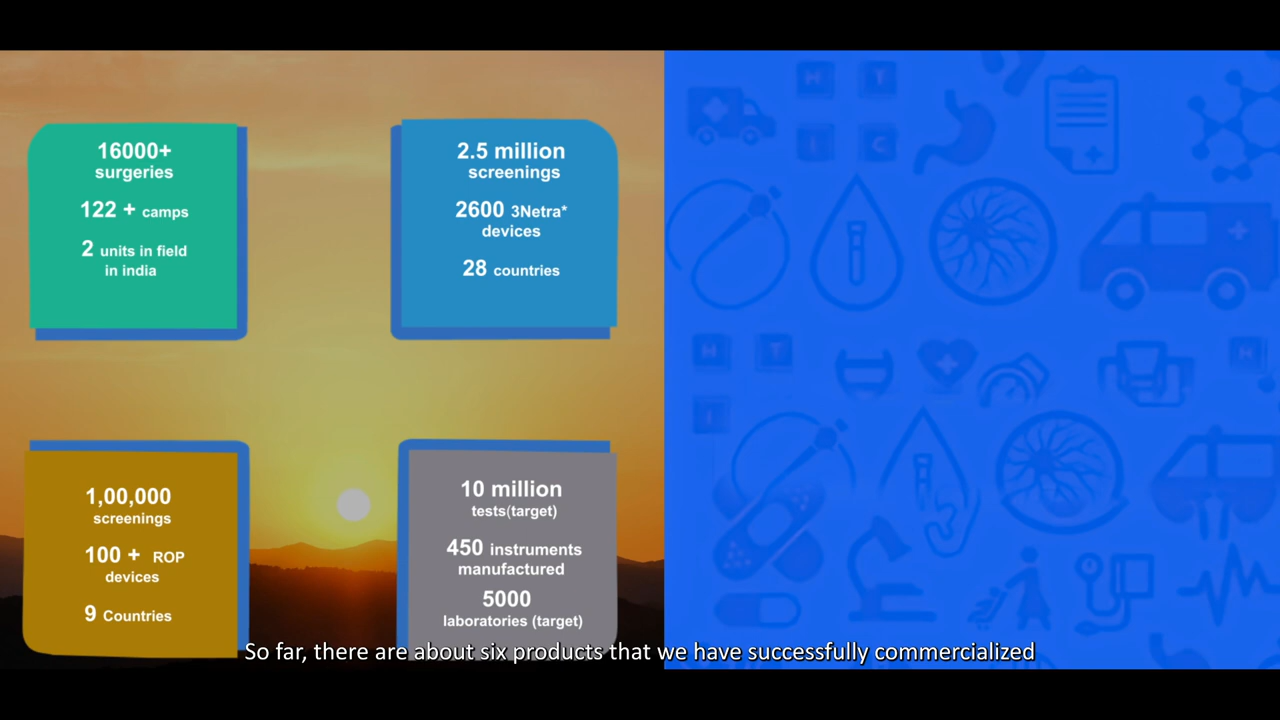 16000+
surgeries
122 + camps
2 units in field
in india
2.5 million
screenings
2600 3Netra*
devices
28 countries
1,00,000
screenings
100 + ROP
devices
9 Countries
10 million
tests(target)
450 instruments
manufactured
5000
laboratories (target)
H T
I C
H T H
I
So far, there are about six products that we have successfully commercialized